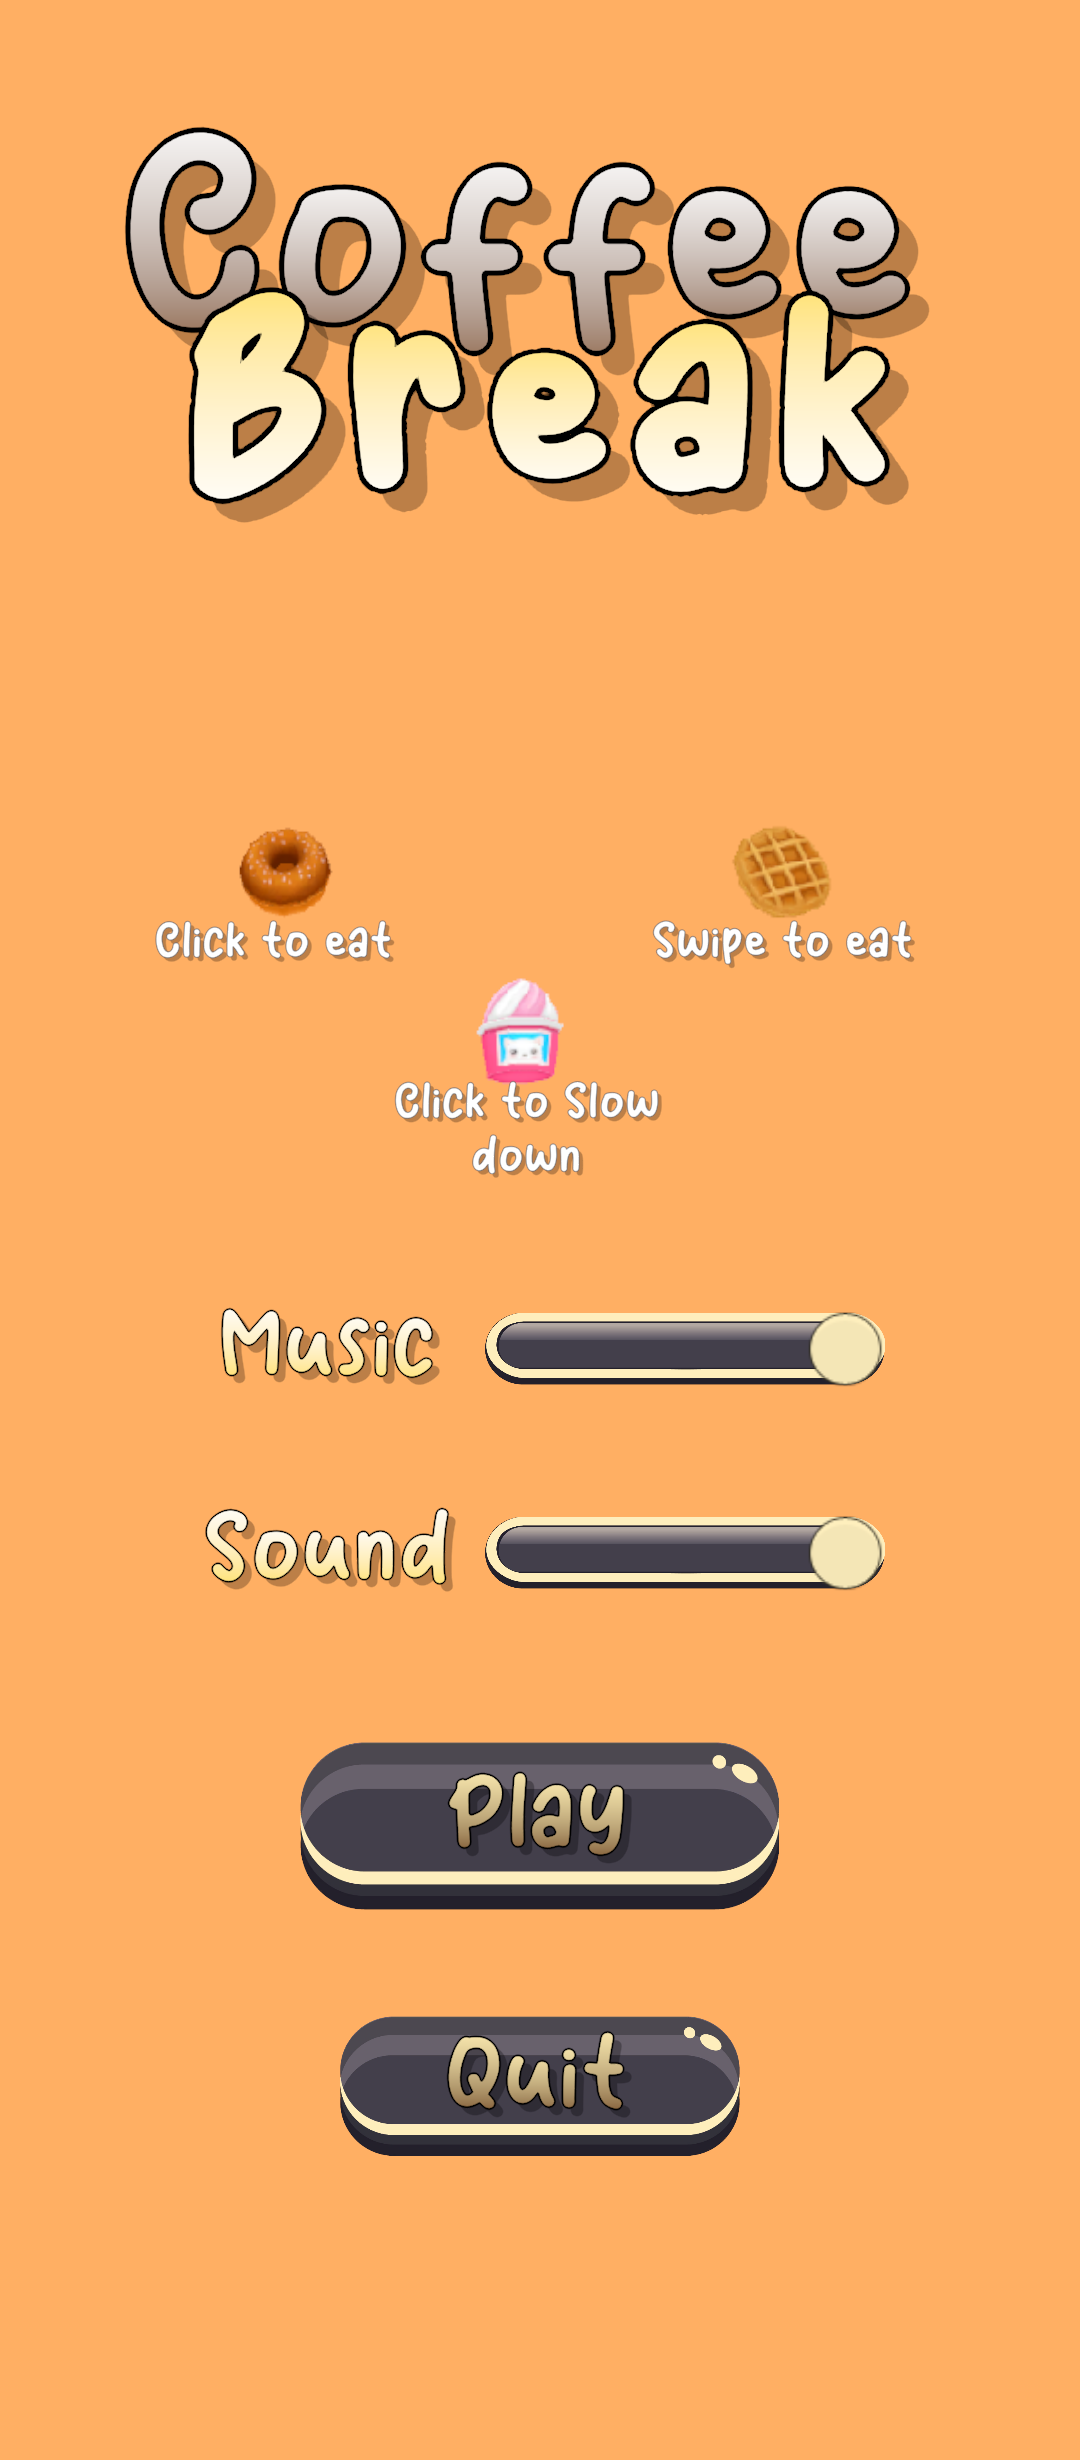 Coffee
Break
Click to eat
Swipe to eat
Click to Slow
down
Music
Sound
Play
Quit